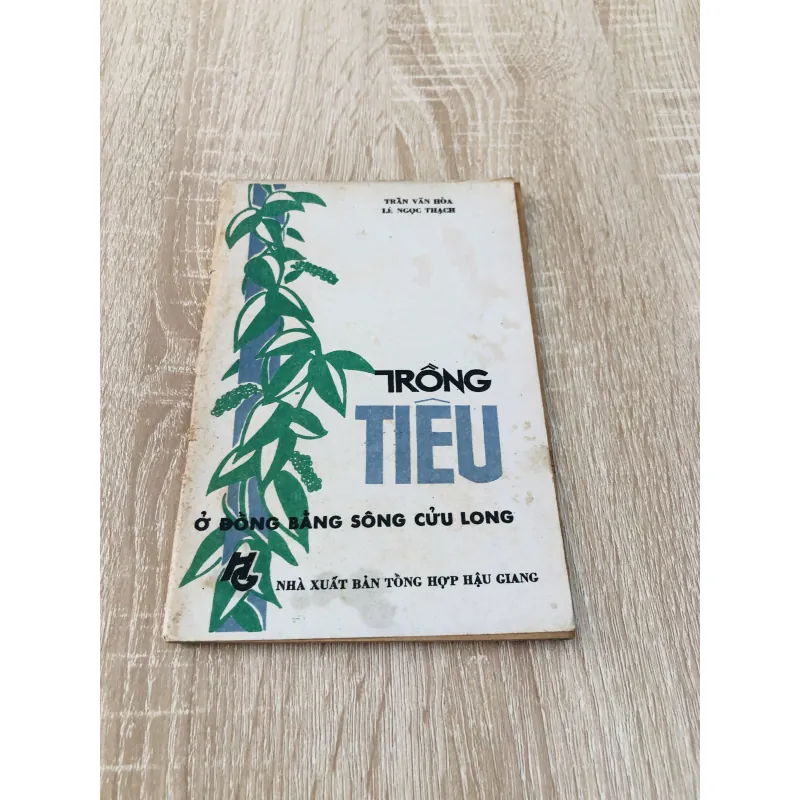 TRẦN VĂN HÒA
LÊ NGỌC THẠCH
TRỒNG
TIÊU
Ở ĐỒNG BẰNG SÔNG CỬU LONG
HG
NHÀ XUẤT BẢN TỔNG HỢP HẬU GIANG